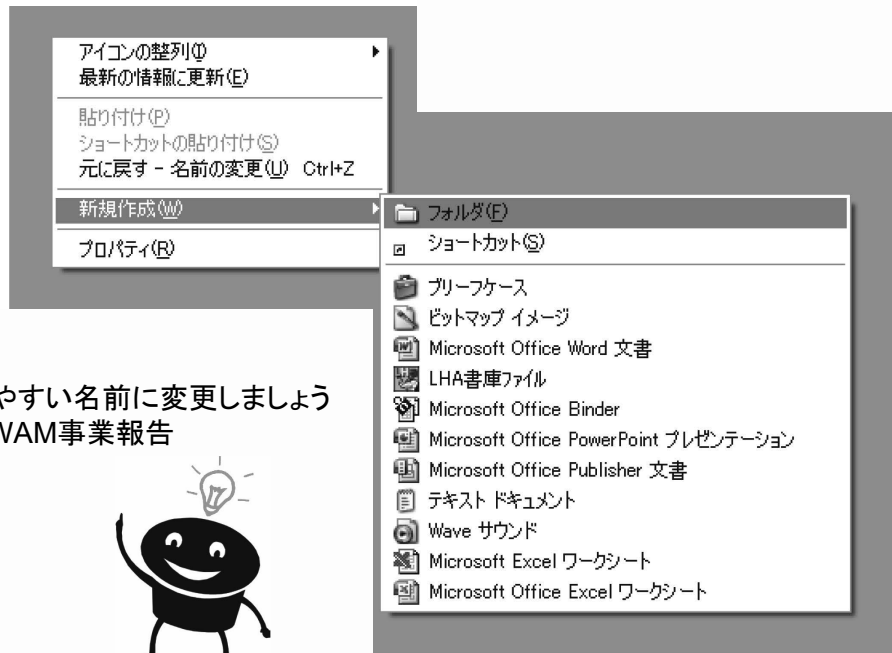 アイコンの整列(I)
最新の情報に更新(E)
貼り付け(P)
ショートカットの貼り付け(S)
元に戻す - 名前の変更(U) Ctrl+Z
新規作成(W)
プロパティ(R)
フォルダ(F)
ショートカット(S)
ブリーフケース
ビットマップ イメージ
Microsoft Office Word 文書
LHA書庫ファイル
Microsoft Office Binder
Microsoft Office PowerPoint プレゼンテーション
Microsoft Office Publisher 文書
テキスト ドキュメント
Wave サウンド
Microsoft Excel ワークシート
Microsoft Office Excel ワークシート
やすい名前に変更しましょう
WAM事業報告